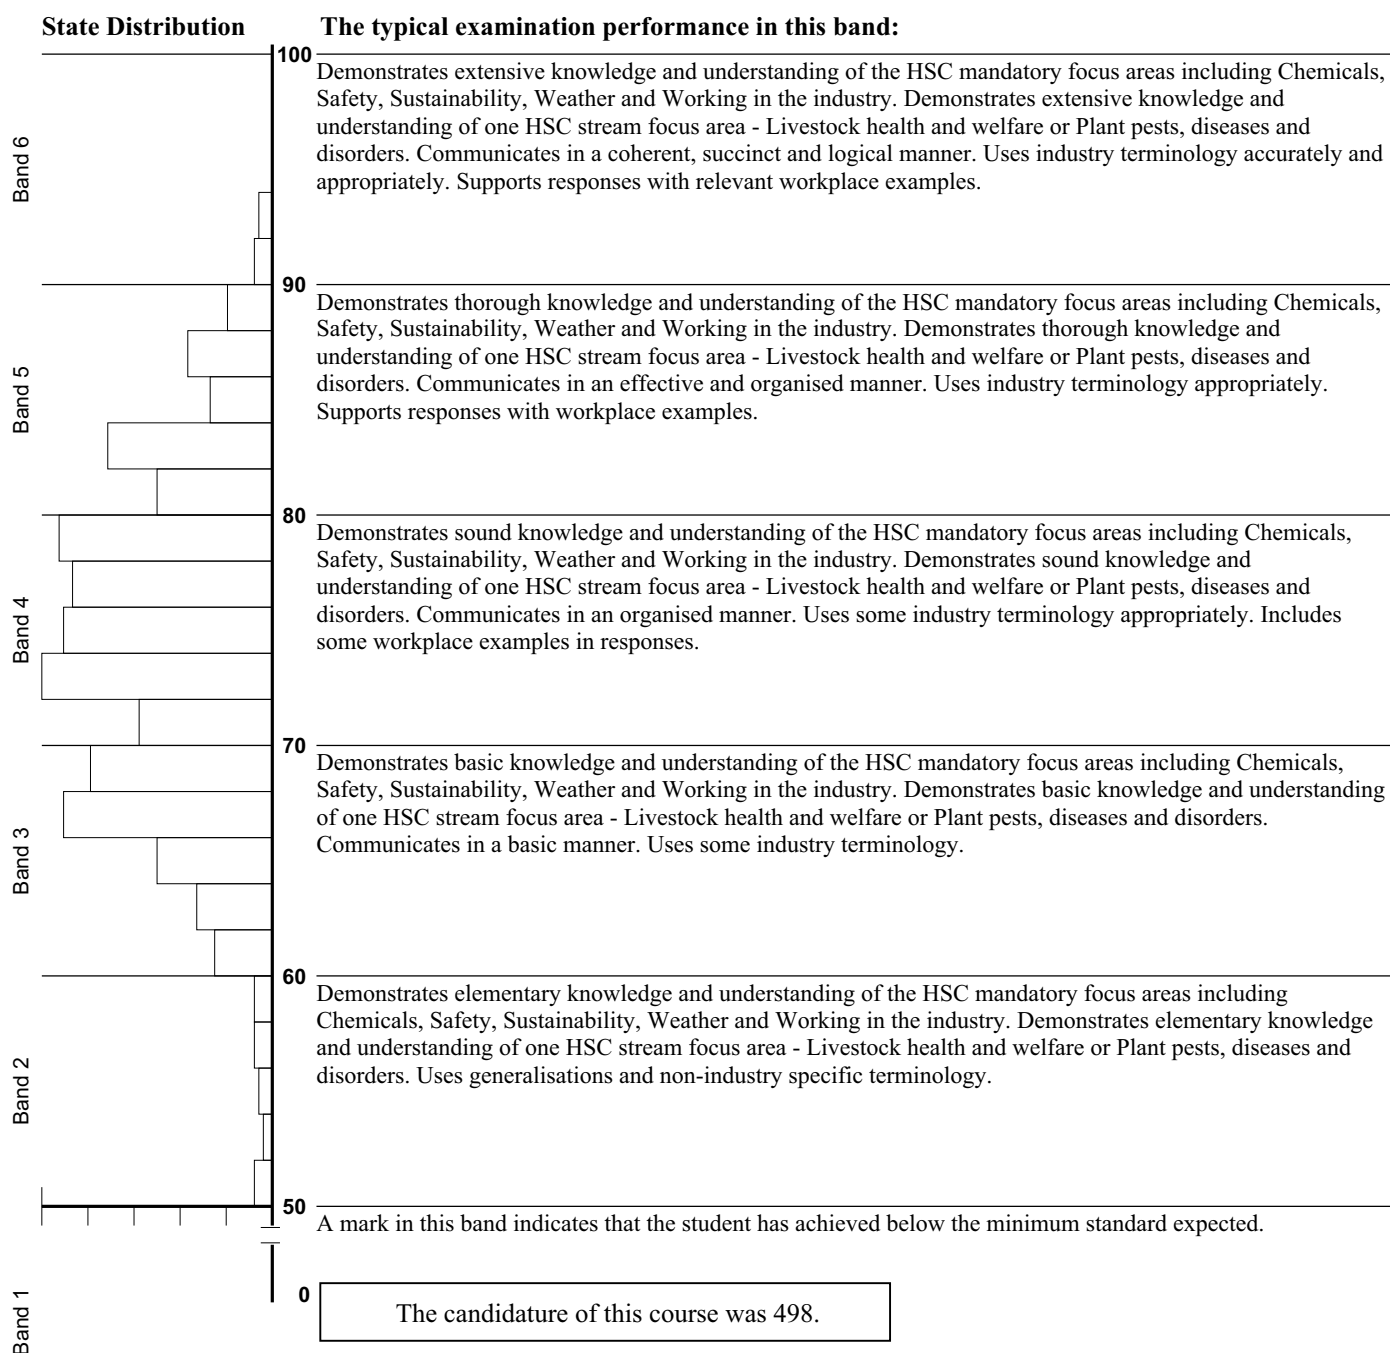 State Distribution
The typical examination performance in this band:
100
Demonstrates extensive knowledge and understanding of the HSC mandatory focus areas including Chemicals,
Safety, Sustainability, Weather and Working in the industry. Demonstrates extensive knowledge and
understanding of one HSC stream focus area - Livestock health and welfare or Plant pests, diseases and
disorders. Communicates in a coherent, succinct and logical manner. Uses industry terminology accurately and
appropriately. Supports responses with relevant workplace examples.
Band 6
90
Demonstrates thorough knowledge and understanding of the HSC mandatory focus areas including Chemicals,
Safety, Sustainability, Weather and Working in the industry. Demonstrates thorough knowledge and
understanding of one HSC stream focus area - Livestock health and welfare or Plant pests, diseases and
disorders. Communicates in an effective and organised manner. Uses industry terminology appropriately.
Supports responses with workplace examples.
Band 5
80
Demonstrates sound knowledge and understanding of the HSC mandatory focus areas including Chemicals,
Safety, Sustainability, Weather and Working in the industry. Demonstrates sound knowledge and
understanding of one HSC stream focus area - Livestock health and welfare or Plant pests, diseases and
disorders. Communicates in an organised manner. Uses some industry terminology appropriately. Includes
some workplace examples in responses.
Band 4
70
Demonstrates basic knowledge and understanding of the HSC mandatory focus areas including Chemicals,
Safety, Sustainability, Weather and Working in the industry. Demonstrates basic knowledge and understanding
of one HSC stream focus area - Livestock health and welfare or Plant pests, diseases and disorders.
Communicates in a basic manner. Uses some industry terminology.
Band 3
60
Demonstrates elementary knowledge and understanding of the HSC mandatory focus areas including
Chemicals, Safety, Sustainability, Weather and Working in the industry. Demonstrates elementary knowledge
and understanding of one HSC stream focus area - Livestock health and welfare or Plant pests, diseases and
disorders. Uses generalisations and non-industry specific terminology.
Band 2
50
A mark in this band indicates that the student has achieved below the minimum standard expected.
0
Band 1
The candidature of this course was 498.